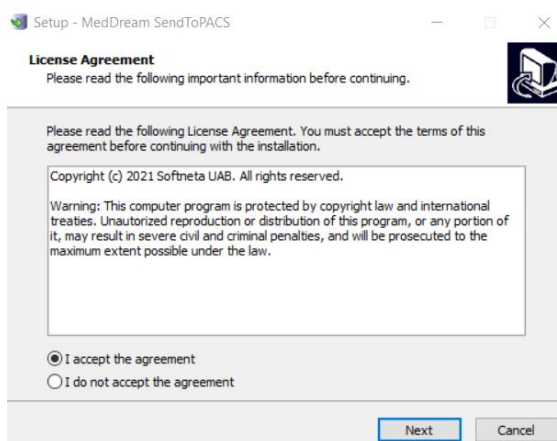 Setup - MedDream SendToPACS
License Agreement
Please read the following important information before continuing.
Please read the following License Agreement. You must accept the terms of this
agreement before continuing with the installation.
Copyright (c) 2021 Softneta UAB. All rights reserved.
Warning: This computer program is protected by copyright law and international
treaties. Unautorized reproduction or distribution of this program, or any portion of
it, may result in severe civil and criminal penalties, and will be prosecuted to the
maximum extent possible under the law.
I accept the agreement
I do not accept the agreement
Next Cancel